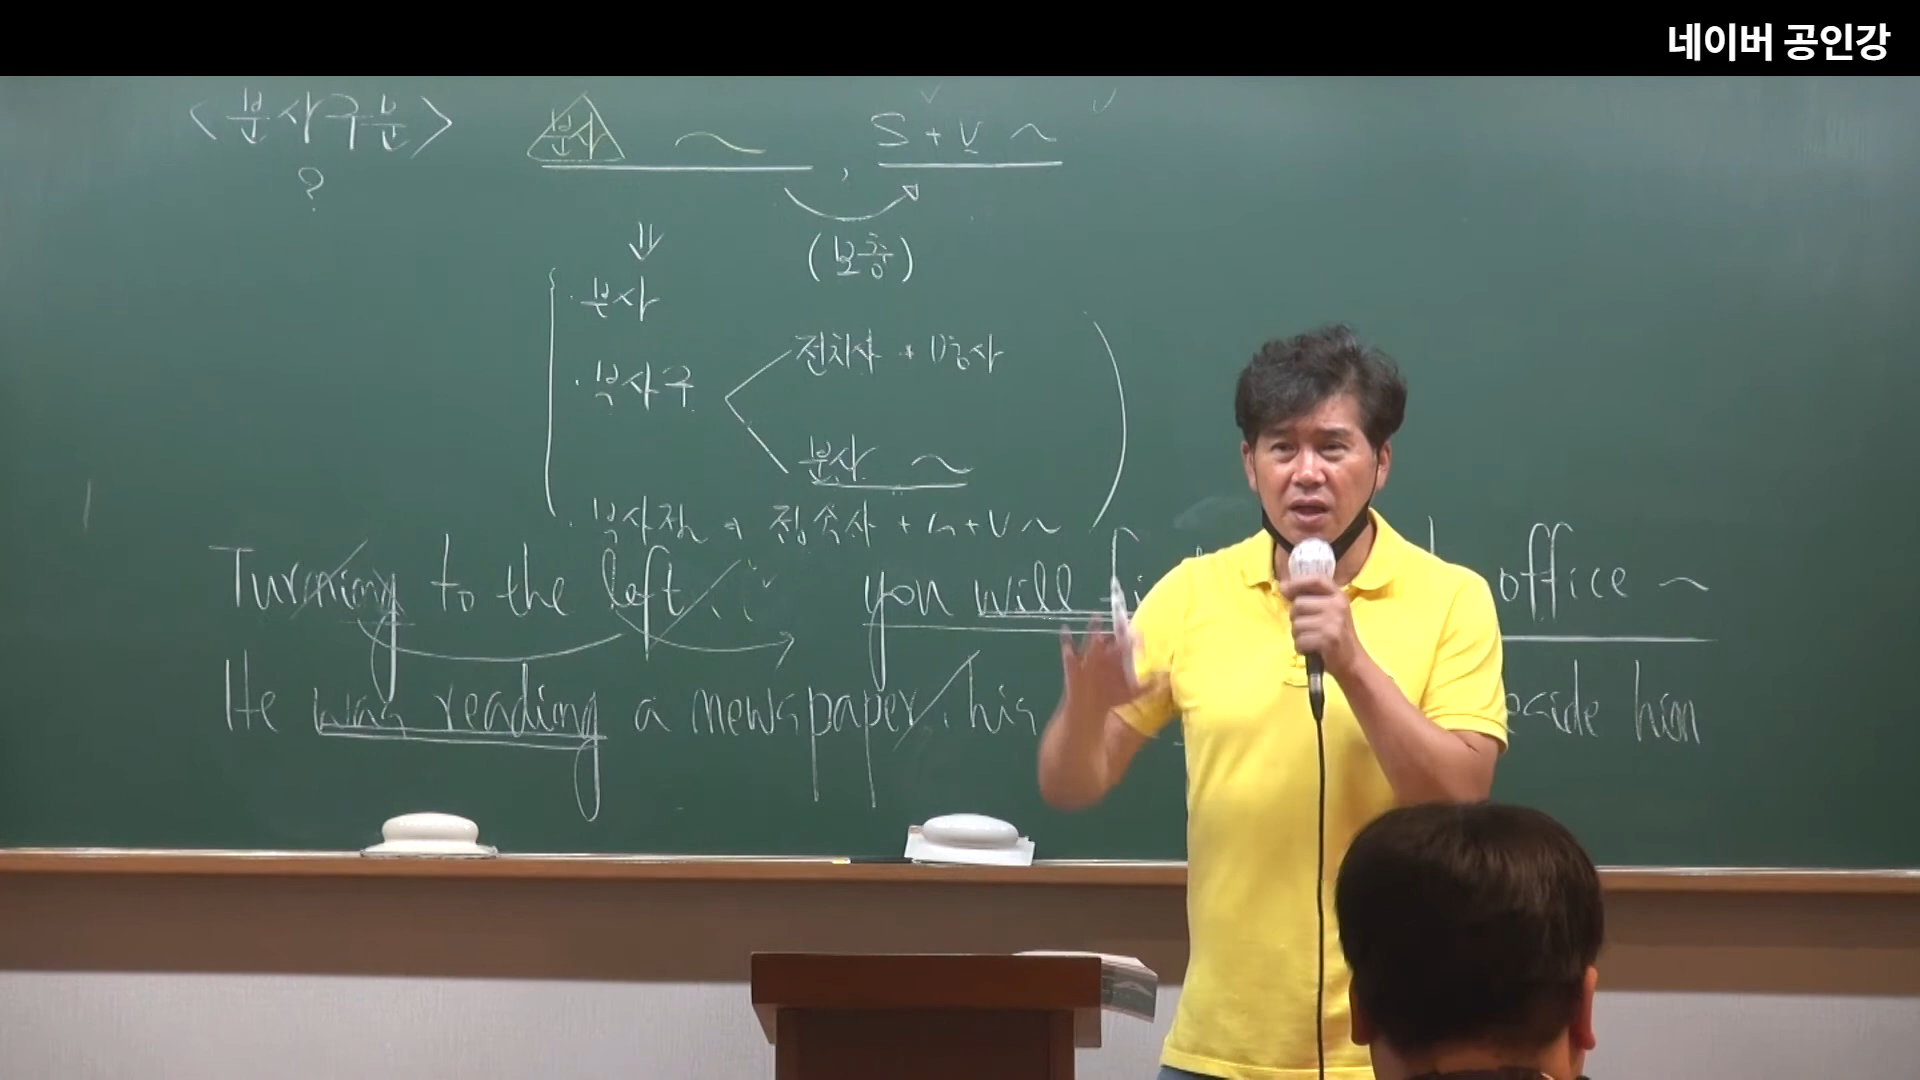 네이버 공인강
<분사구문> 분사 ~ , S + V ~
?
(보충)
· 분사
· 부사구 전치사 + 명사
분사 ~
· 부사절 → 접속사 + S + V ~
Turning to the left, you will office ~
He was reading a newspaper, his him